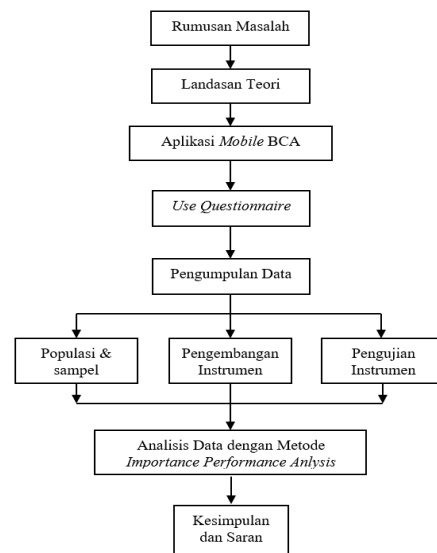 Rumusan Masalah
Landasan Teori
Aplikasi Mobile BCA
Use Questionnaire
Pengumpulan Data
Populasi &
sampel
Pengembangan
Instrumen
Pengujian
Instrumen
Analisis Data dengan Metode
Importance Performance Anlysis
Kesimpulan
dan Saran